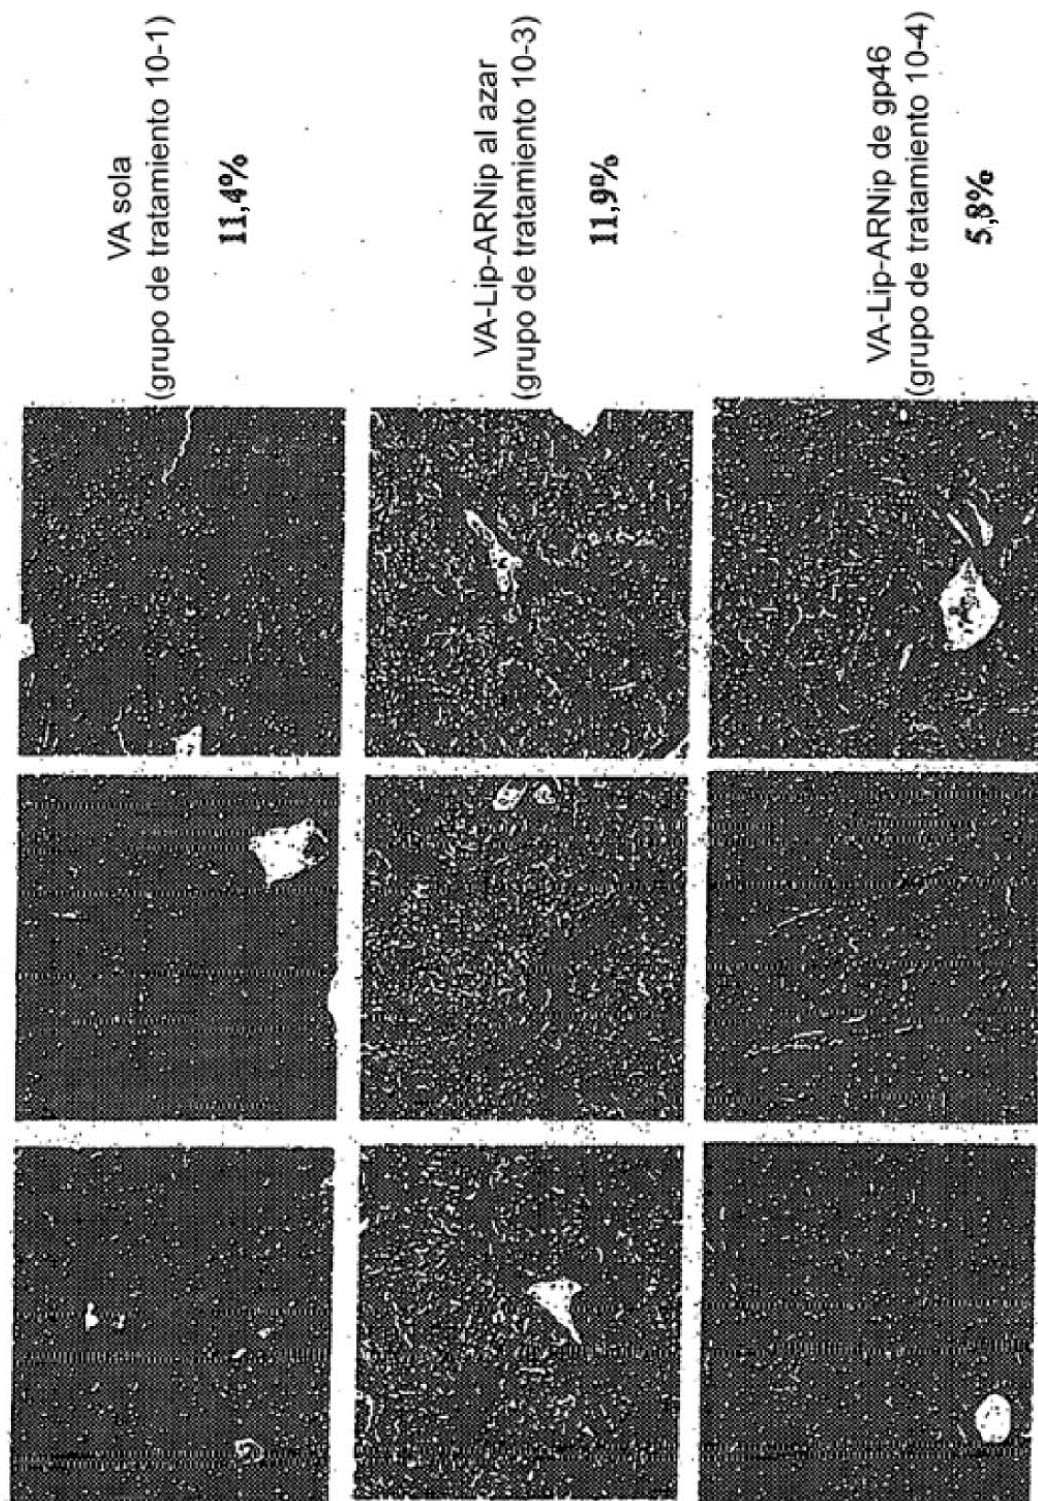 VA sola
(grupo de tratamiento 10-1)
11,4%
VA-Lip-ARNip al azar
(grupo de tratamiento 10-3)
11,9%
VA-Lip-ARNip de gp46
(grupo de tratamiento 10-4)
5,8%